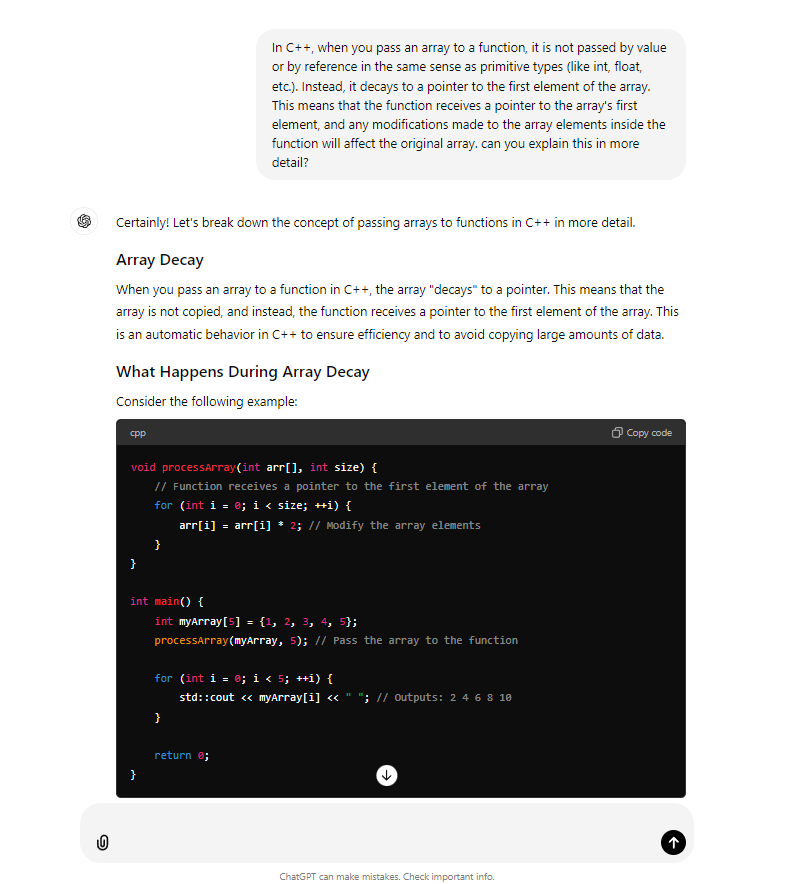 In C++, when you pass an array to a function, it is not passed by value
or by reference in the same sense as primitive types (like int, float,
etc.). Instead, it decays to a pointer to the first element of the array.
This means that the function receives a pointer to the array's first
element, and any modifications made to the array elements inside the
function will affect the original array. can you explain this in more
detail?
Certainly! Let's break down the concept of passing arrays to functions in C++ in more detail.
Array Decay
When you pass an array to a function in C++, the array "decays" to a pointer. This means that the
array is not copied, and instead, the function receives a pointer to the first element of the array. This
is an automatic behavior in C++ to ensure efficiency and to avoid copying large amounts of data.
What Happens During Array Decay
Consider the following example:
cpp
Copy code
void processArray(int arr[], int size) {
    // Function receives a pointer to the first element of the array
    for (int i = 0; i < size; ++i) {
        arr[i] = arr[i] * 2; // Modify the array elements
    }
}
int main() {
    int myArray[5] = {1, 2, 3, 4, 5};
    processArray(myArray, 5); // Pass the array to the function
    for (int i = 0; i < 5; ++i) {
        std::cout << myArray[i] << " "; // Outputs: 2 4 6 8 10
    }
    return 0;
}
ChatGPT can make mistakes. Check important info.